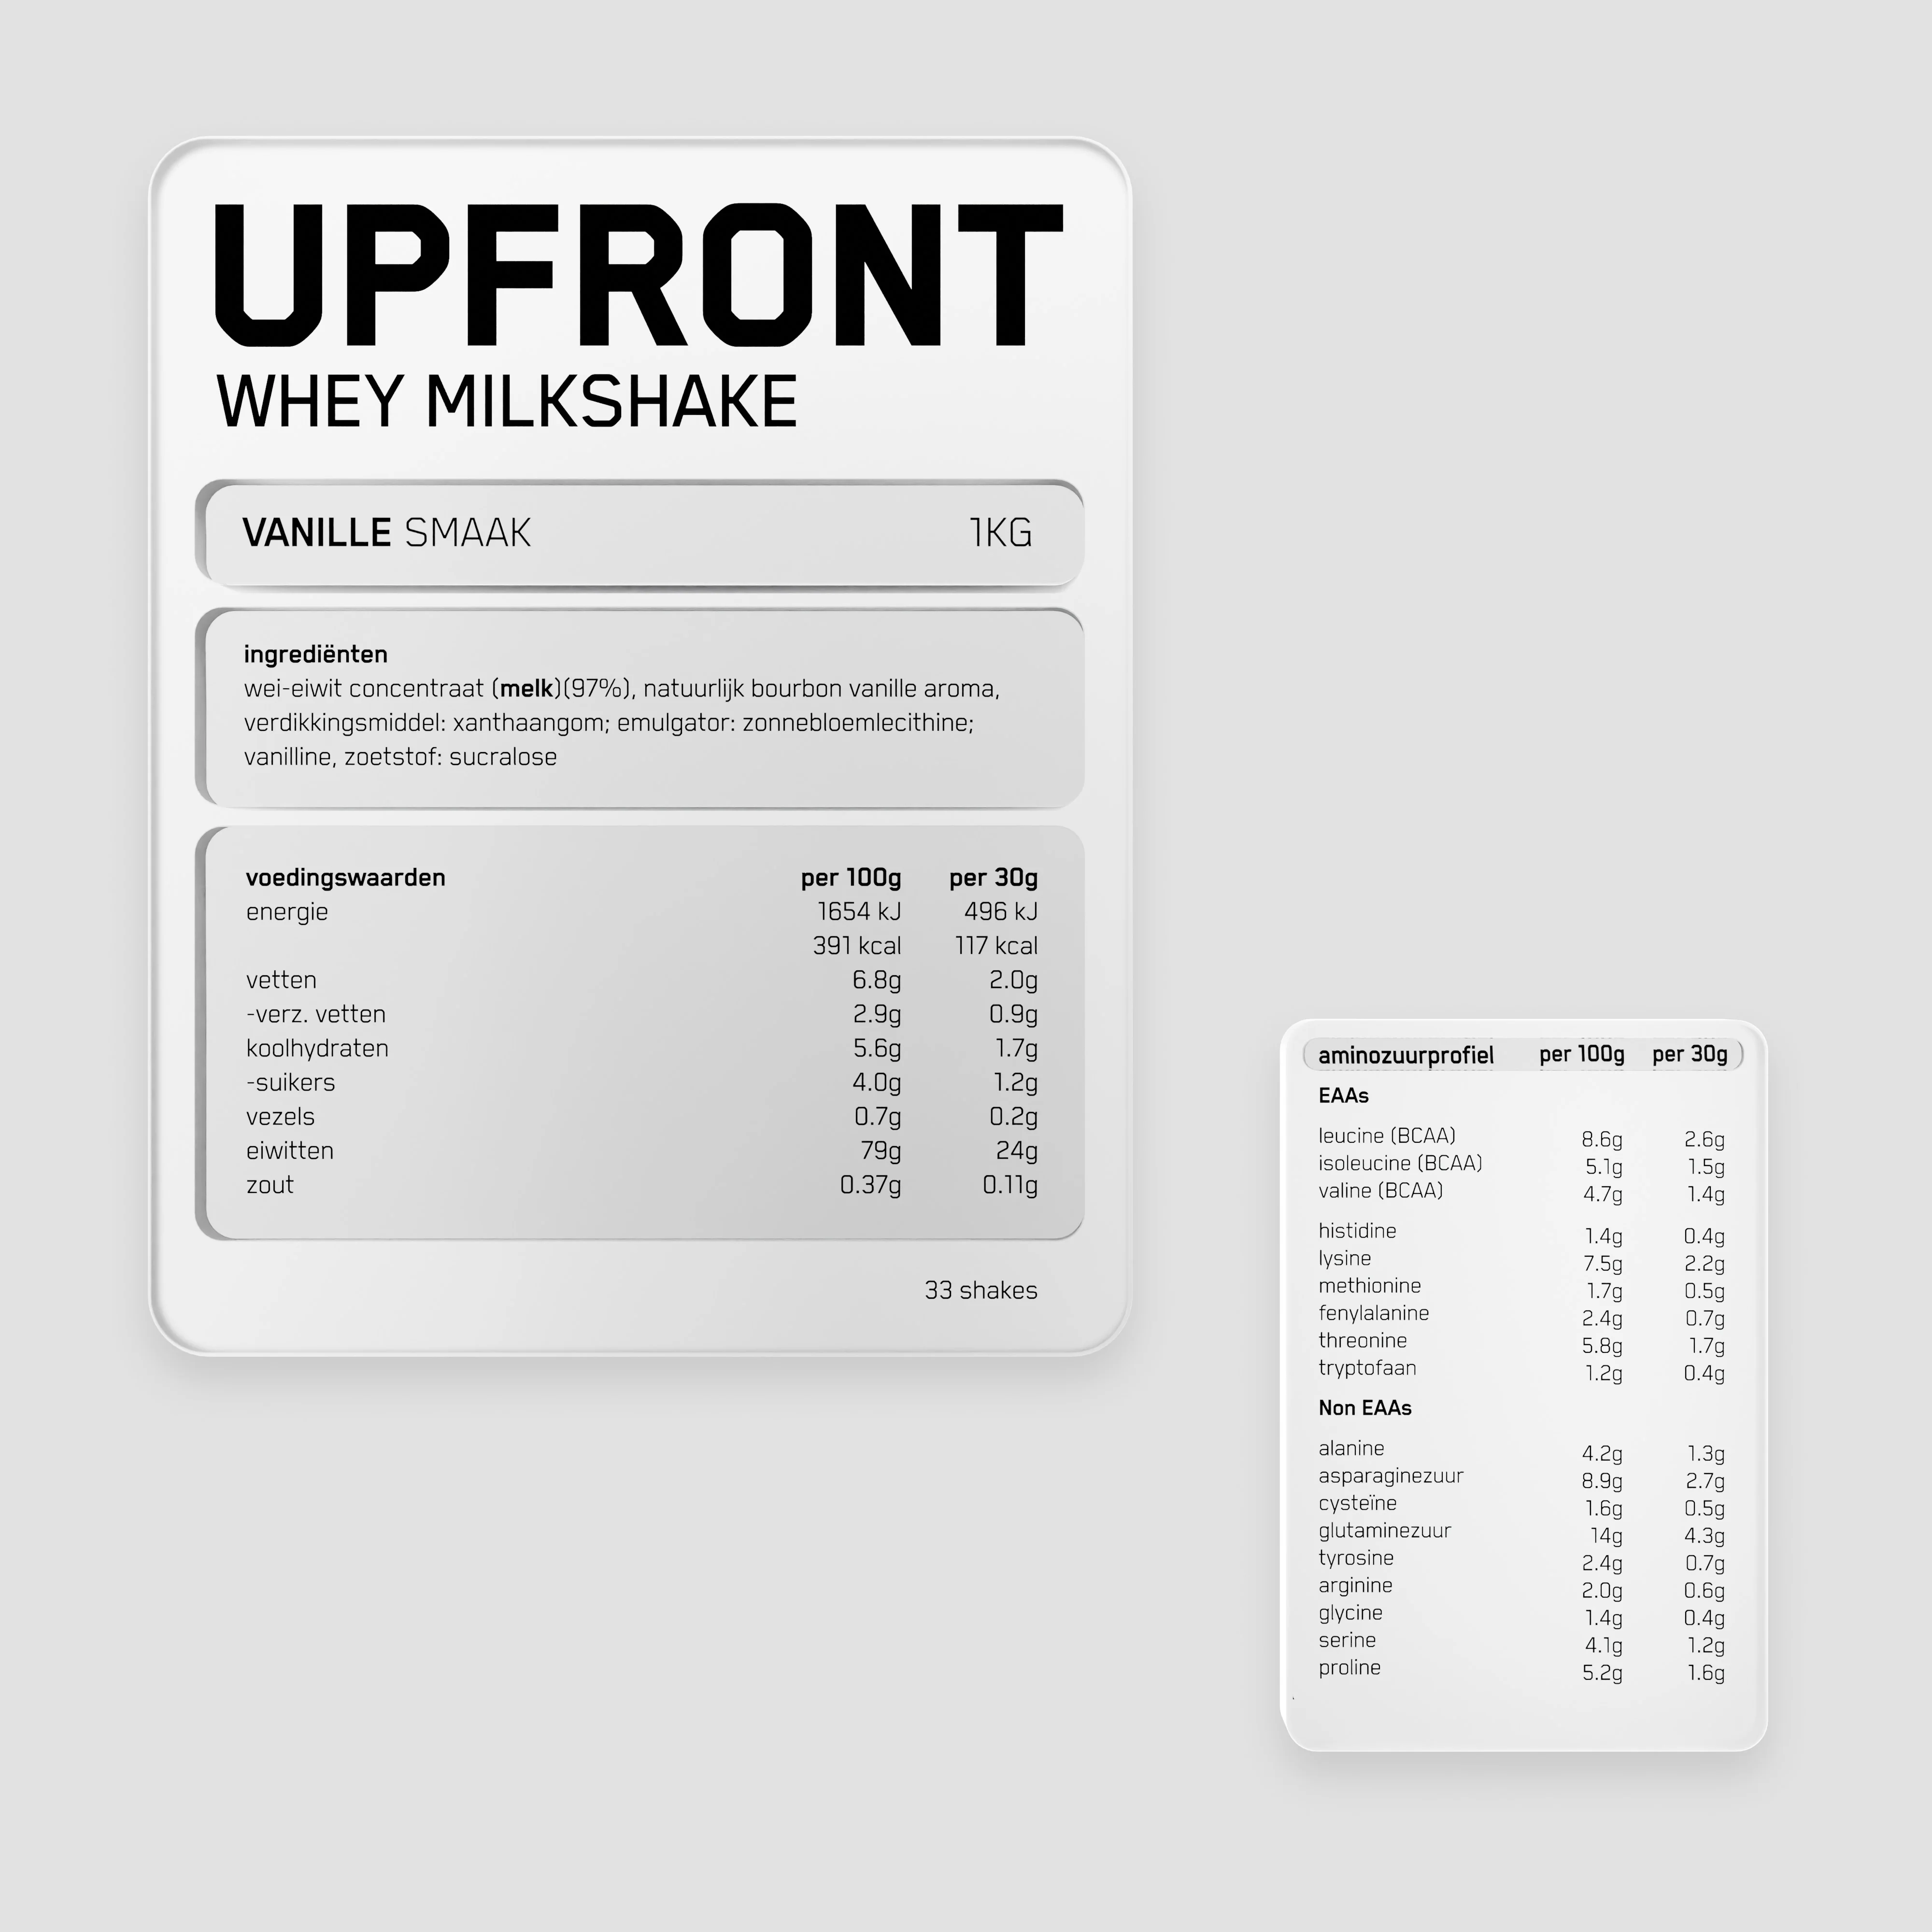 UPFRONT
WHEY MILKSHAKE
VANILLE SMAAK 1KG
ingrediënten
wei-eiwit concentraat (melk)(97%), natuurlijk bourbon vanille aroma,
verdikkingsmiddel: xanthaangom; emulgator: zonnebloemlecithine;
vanilline, zoetstof: sucralose
voedingswaarden per 100g per 30g
energie 1654 kJ 496 kJ
391 kcal 117 kcal
vetten 6.8g 2.0g
-verz. vetten 2.9g 0.9g
koolhydraten 5.6g 1.7g
-suikers 4.0g 1.2g
vezels 0.7g 0.2g
eiwitten 79g 24g
zout 0.37g 0.11g
33 shakes
aminozuurprofiel per 100g per 30g
EAAs
leucine (BCAA) 8.6g 2.6g
isoleucine (BCAA) 5.1g 1.5g
valine (BCAA) 4.7g 1.4g
histidine 1.4g 0.4g
lysine 7.5g 2.2g
methionine 1.7g 0.5g
fenylalanine 2.4g 0.7g
threonine 5.8g 1.7g
tryptofaan 1.2g 0.4g
Non EAAs
alanine 4.2g 1.3g
asparaginezuur 8.9g 2.7g
cysteïne 1.6g 0.5g
glutaminezuur 14g 4.3g
tyrosine 2.4g 0.7g
arginine 2.0g 0.6g
glycine 1.4g 0.4g
serine 4.1g 1.2g
proline 5.2g 1.6g